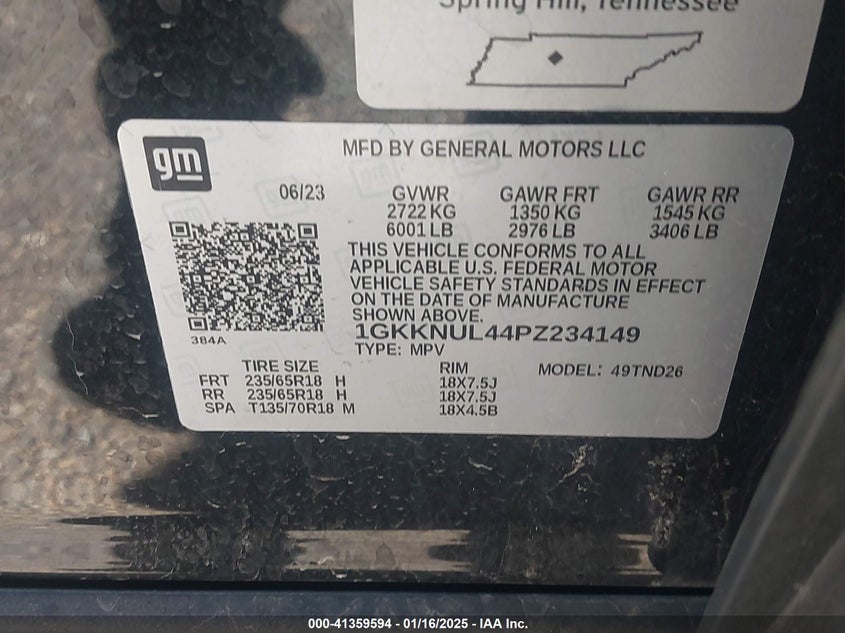 Spring Hill, Tennessee
gm
MFD BY GENERAL MOTORS LLC
06/23 GVWR GAWR FRT GAWR RR
2722 KG 1350 KG 1545 KG
6001 LB 2976 LB 3406 LB
THIS VEHICLE CONFORMS TO ALL
APPLICABLE U.S. FEDERAL MOTOR
VEHICLE SAFETY STANDARDS IN EFFECT
ON THE DATE OF MANUFACTURE
SHOWN ABOVE.
384A
1GKKNUL44PZ234149
TYPE: MPV
TIRE SIZE RIM MODEL: 49TND26
FRT 235/65R18 H 18X7.5J
RR 235/65R18 H 18X7.5J
SPA T135/70R18 M 18X4.5B
000-41359594 - 01/16/2025 - IAA Inc.